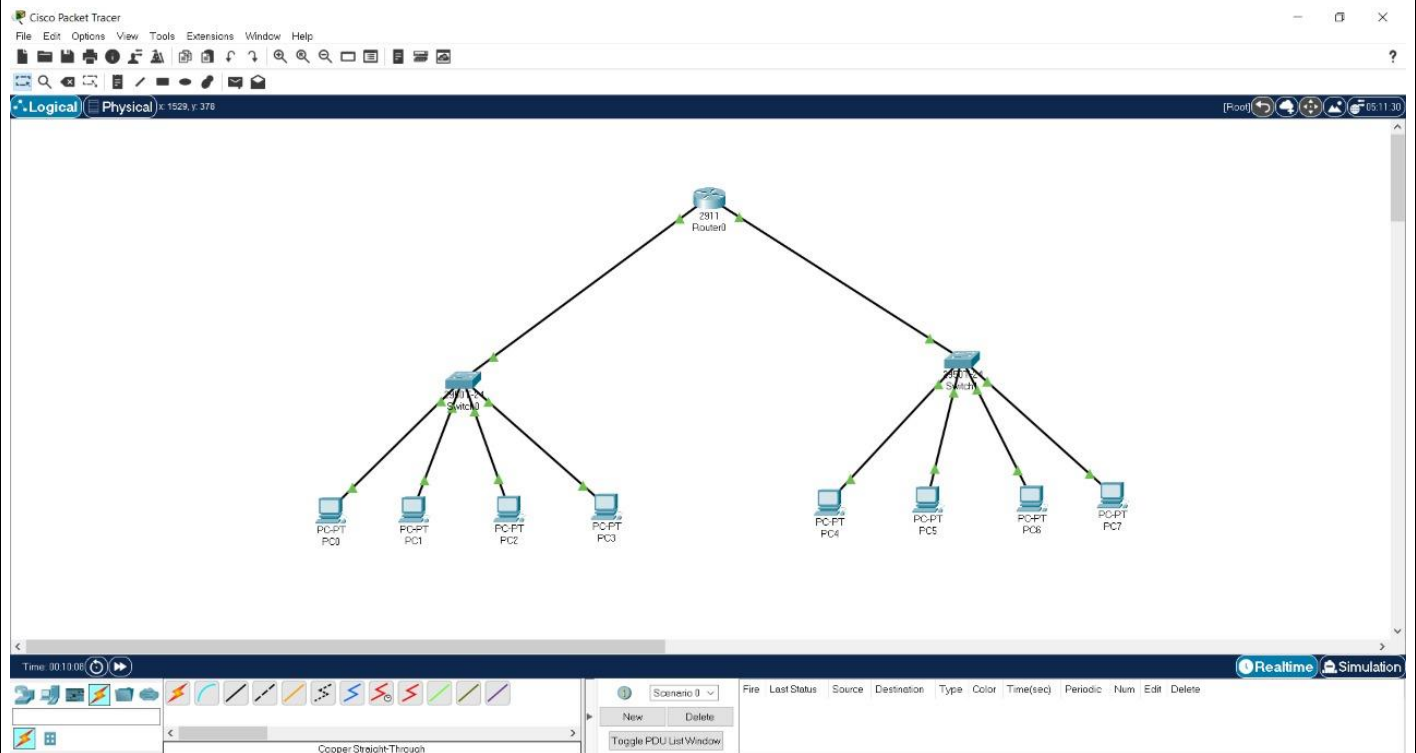 Cisco Packet Tracer
File Edit Options View Tools Extensions Window Help
?
Logical Physical x: 1529, y: 378 [Root] 05:11:30
2911
Router0
2950T-24
Switch0
Switch1
PC-PT
PC0
PC-PT
PC1
PC-PT
PC2
PC-PT
PC3
PC-PT
PC4
PC-PT
PC5
PC-PT
PC6
PC-PT
PC7
Time: 00:10:08 Realtime Simulation
Scenario 0 Fire Last Status Source Destination Type Color Time(sec) Periodic Num Edit Delete
New Delete
Toggle PDU List Window
Copper Straight-Through